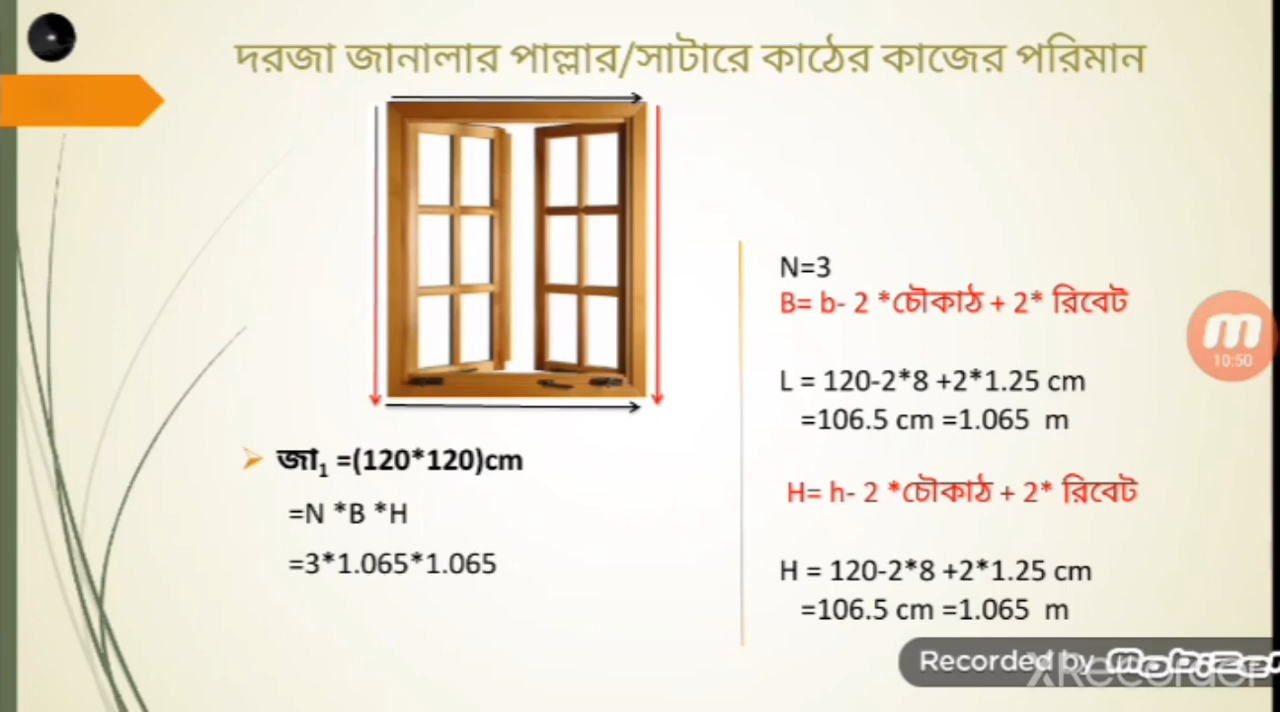 দরজা জানালার পাল্লার/সাটারে কাঠের কাজের পরিমান
জা₁ =(120*120)cm
=N *B *H
=3*1.065*1.065
N=3
B= b- 2 *চৌকাঠ + 2* রিবেট
L = 120-2*8 +2*1.25 cm
=106.5 cm =1.065 m
H= h- 2 *চৌকাঠ + 2* রিবেট
H = 120-2*8 +2*1.25 cm
=106.5 cm =1.065 m
10:50
Recorded by
XRecorder